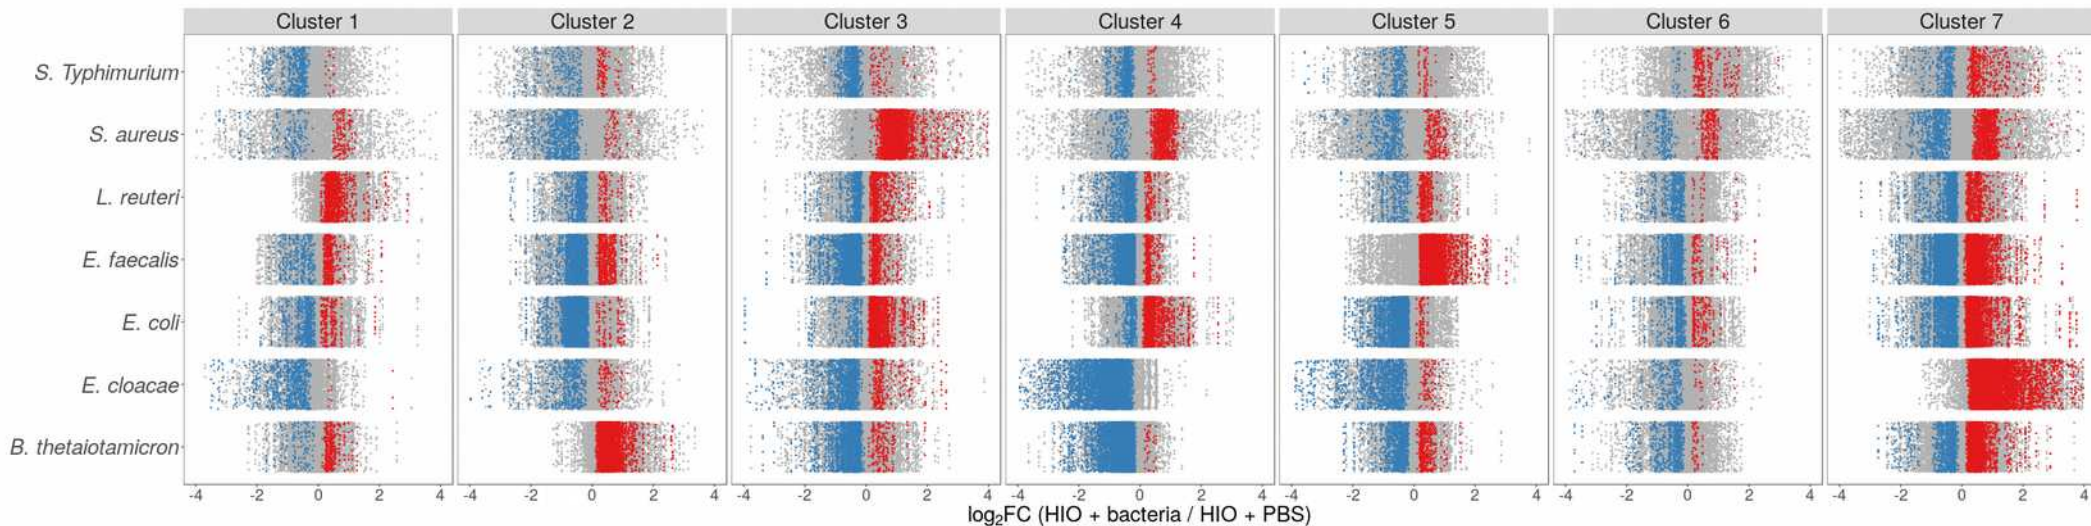 Cluster 1 Cluster 2 Cluster 3 Cluster 4 Cluster 5 Cluster 6 Cluster 7
S. Typhimurium
S. aureus
L. reuteri
E. faecalis
E. coli
E. cloacae
B. thetaiotamicron
-4 -2 0 2 4 -4 -2 0 2 4 -4 -2 0 2 4 -4 -2 0 2 4 -4 -2 0 2 4 -4 -2 0 2 4 -4 -2 0 2 4
log₂FC (HIO + bacteria / HIO + PBS)